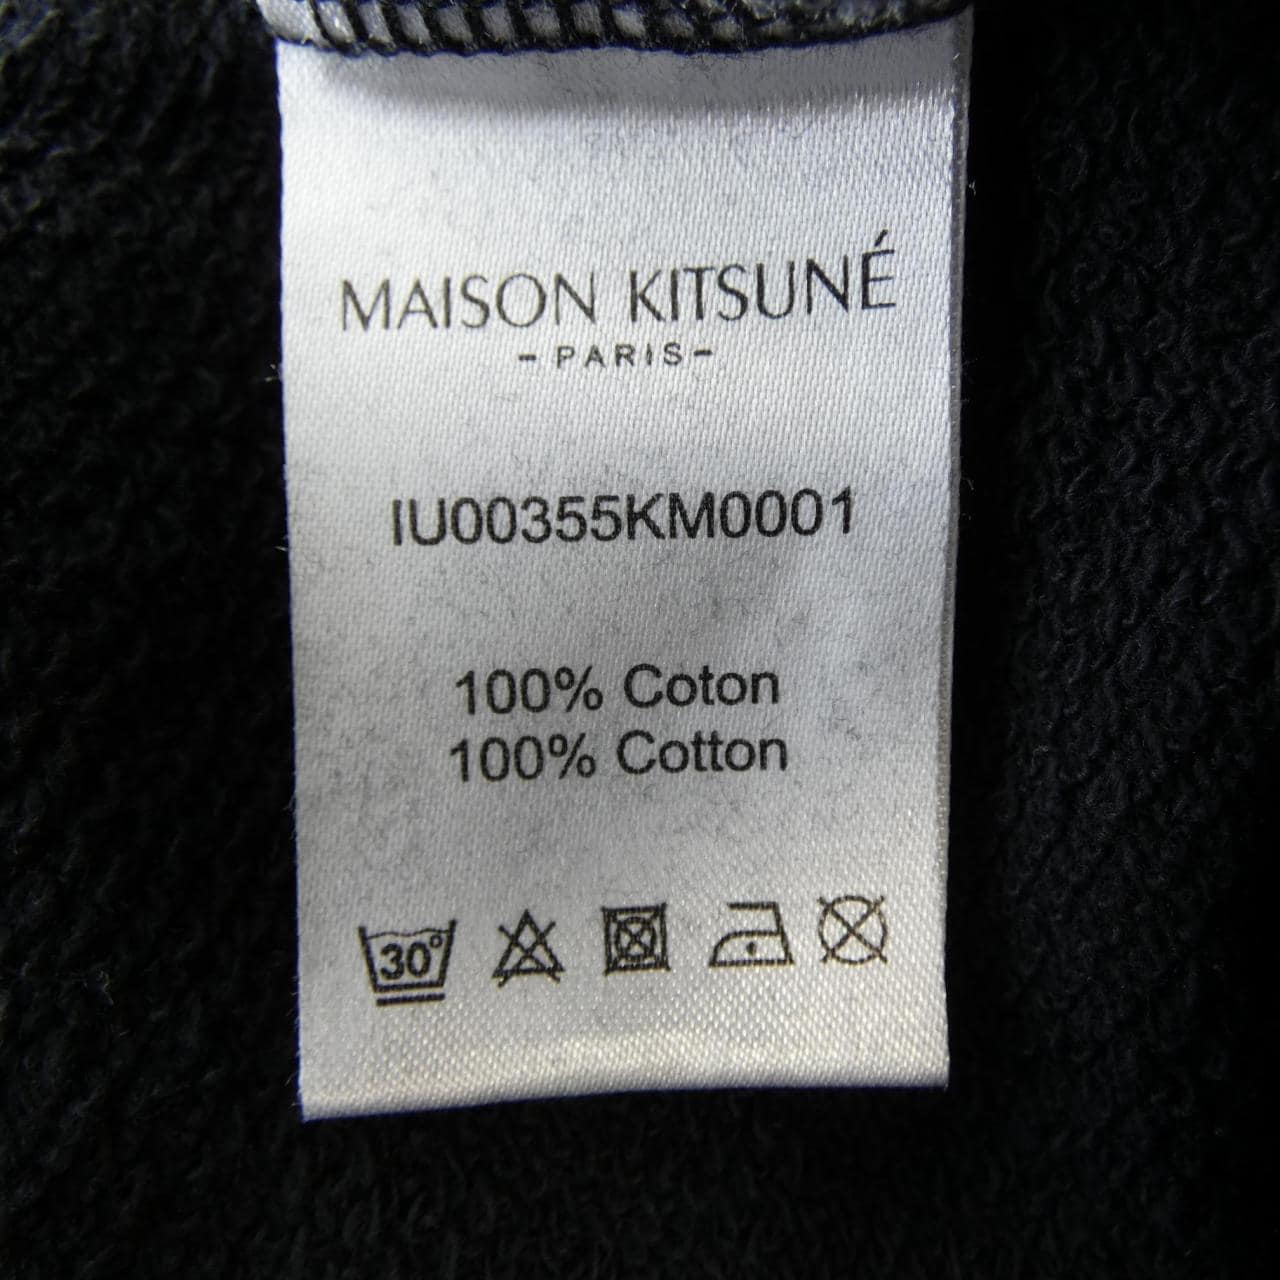 MAISON KITSUNÉ
- PARIS -
IU00355KM0001
100% Coton
100% Cotton
30°